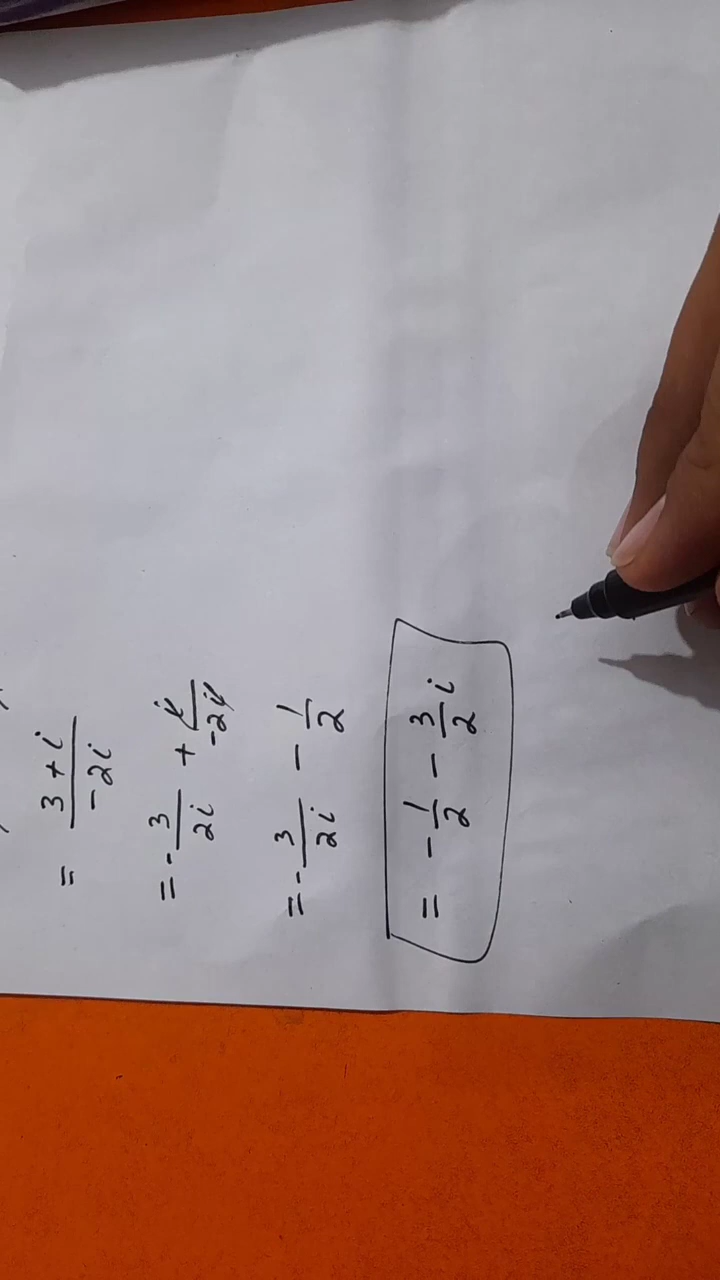 = (3 + i)/(-2i)
= - 3/(2i) + i/(-2i)
= - 3/(2i) - 1/2
= - 1/2 - 3/2 i